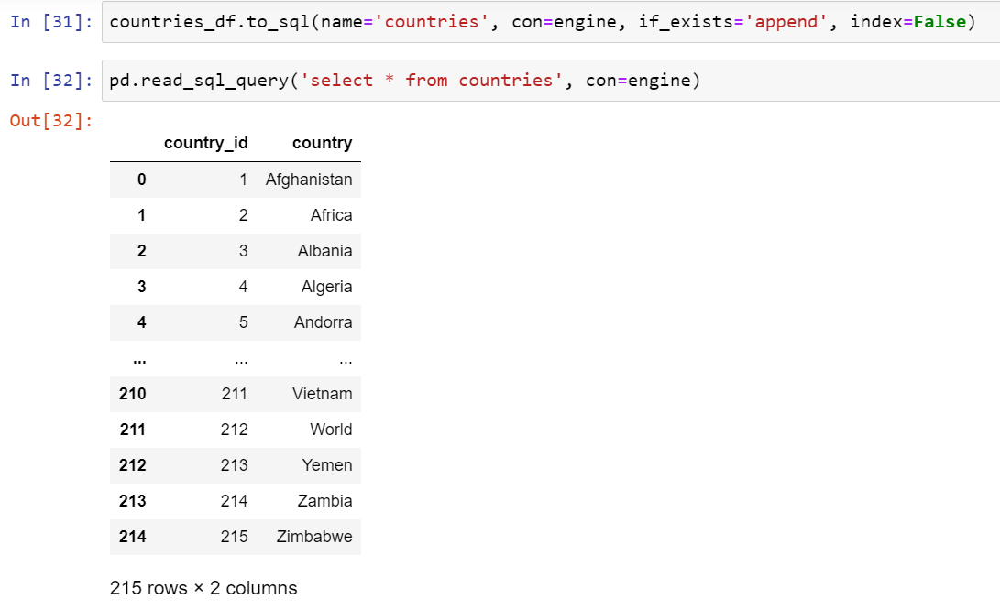 In [31]: countries_df.to_sql(name='countries', con=engine, if_exists='append', index=False)
In [32]: pd.read_sql_query('select * from countries', con=engine)
Out[32]:
country_id country
0 1 Afghanistan
1 2 Africa
2 3 Albania
3 4 Algeria
4 5 Andorra
... ... ...
210 211 Vietnam
211 212 World
212 213 Yemen
213 214 Zambia
214 215 Zimbabwe
215 rows × 2 columns